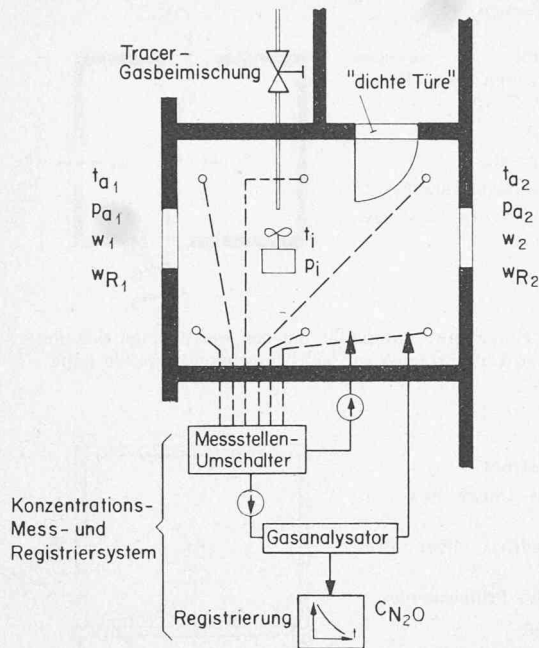 Tracer-
Gasbeimischung
"dichte Türe"
ta1
pa1
w1
wR1
ta2
pa2
w2
wR2
ti
pi
Messstellen-
Umschalter
Konzentrations-
Mess- und
Registriersystem
Gasanalysator
Registrierung
CN2O